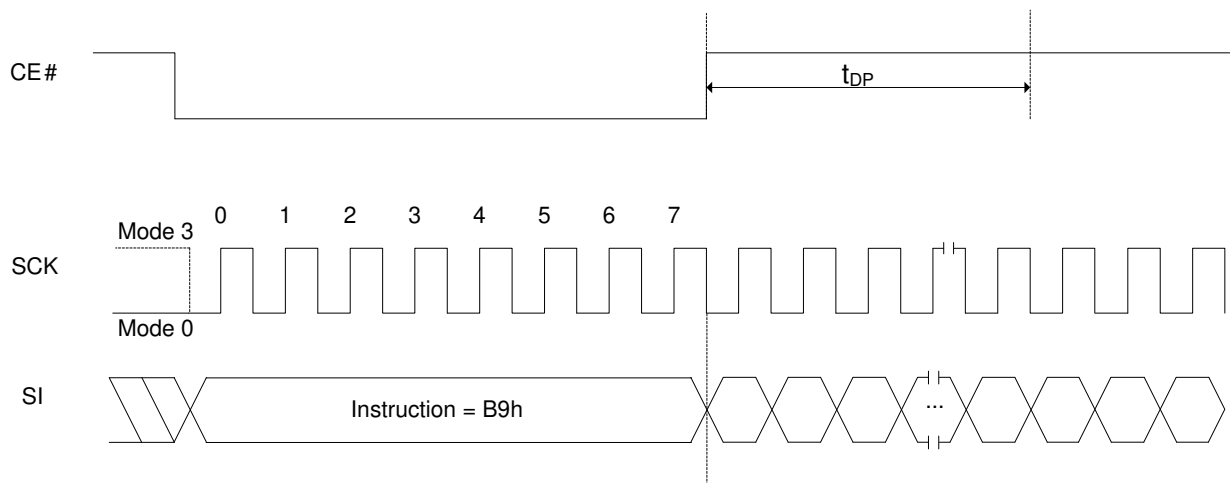 CE#
tDP
0 1 2 3 4 5 6 7
Mode 3
SCK
Mode 0
SI
Instruction = B9h
...